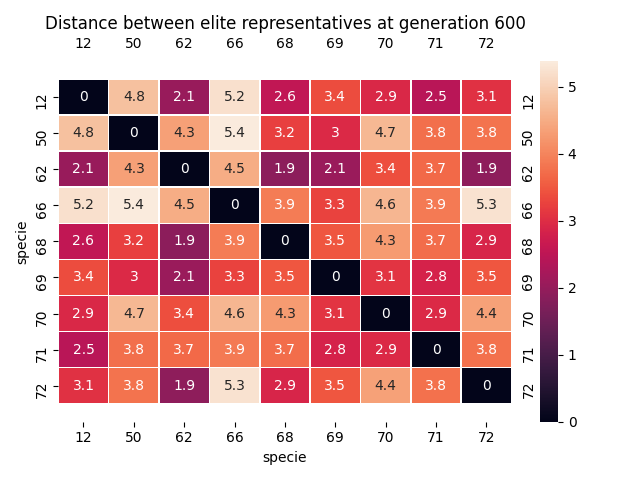 Distance between elite representatives at generation 600
12 50 62 66 68 69 70 71 72
12 0 4.8 2.1 5.2 2.6 3.4 2.9 2.5 3.1 12
50 4.8 0 4.3 5.4 3.2 3 4.7 3.8 3.8 50
62 2.1 4.3 0 4.5 1.9 2.1 3.4 3.7 1.9 62
66 5.2 5.4 4.5 0 3.9 3.3 4.6 3.9 5.3 66
68 2.6 3.2 1.9 3.9 0 3.5 4.3 3.7 2.9 68
69 3.4 3 2.1 3.3 3.5 0 3.1 2.8 3.5 69
70 2.9 4.7 3.4 4.6 4.3 3.1 0 2.9 4.4 70
71 2.5 3.8 3.7 3.9 3.7 2.8 2.9 0 3.8 71
72 3.1 3.8 1.9 5.3 2.9 3.5 4.4 3.8 0 72
12 50 62 66 68 69 70 71 72
specie
specie
5
4
3
2
1
0